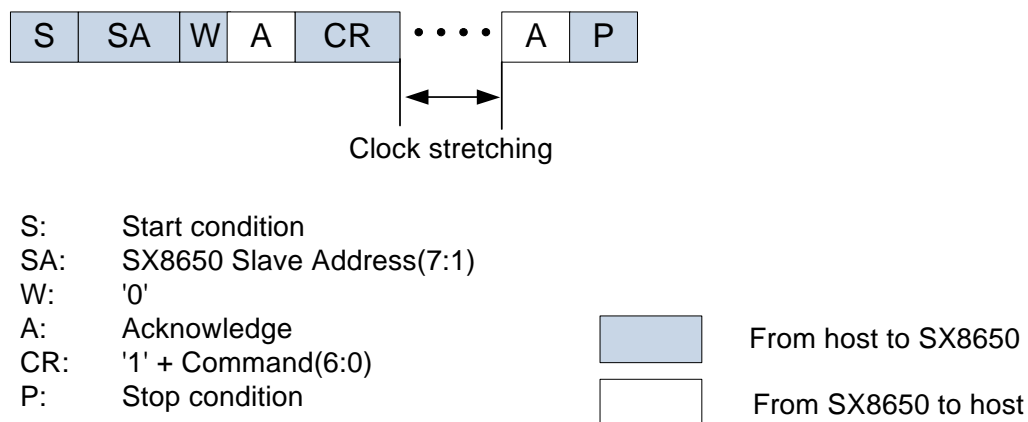 S SA W A CR • • • • A P
Clock stretching
S: Start condition
SA: SX8650 Slave Address(7:1)
W: '0'
A: Acknowledge
CR: '1' + Command(6:0)
P: Stop condition
From host to SX8650
From SX8650 to host